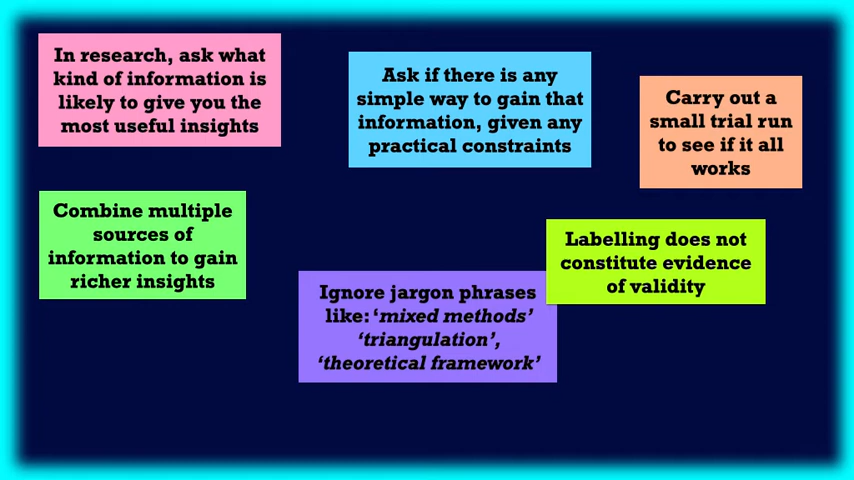 In research, ask what
kind of information is
likely to give you the
most useful insights
Ask if there is any
simple way to gain that
information, given any
practical constraints
Carry out a
small trial run
to see if it all
works
Combine multiple
sources of
information to gain
richer insights
Labelling does not
constitute evidence
of validity
Ignore jargon phrases
like: ‘mixed methods’
‘triangulation’,
‘theoretical framework’